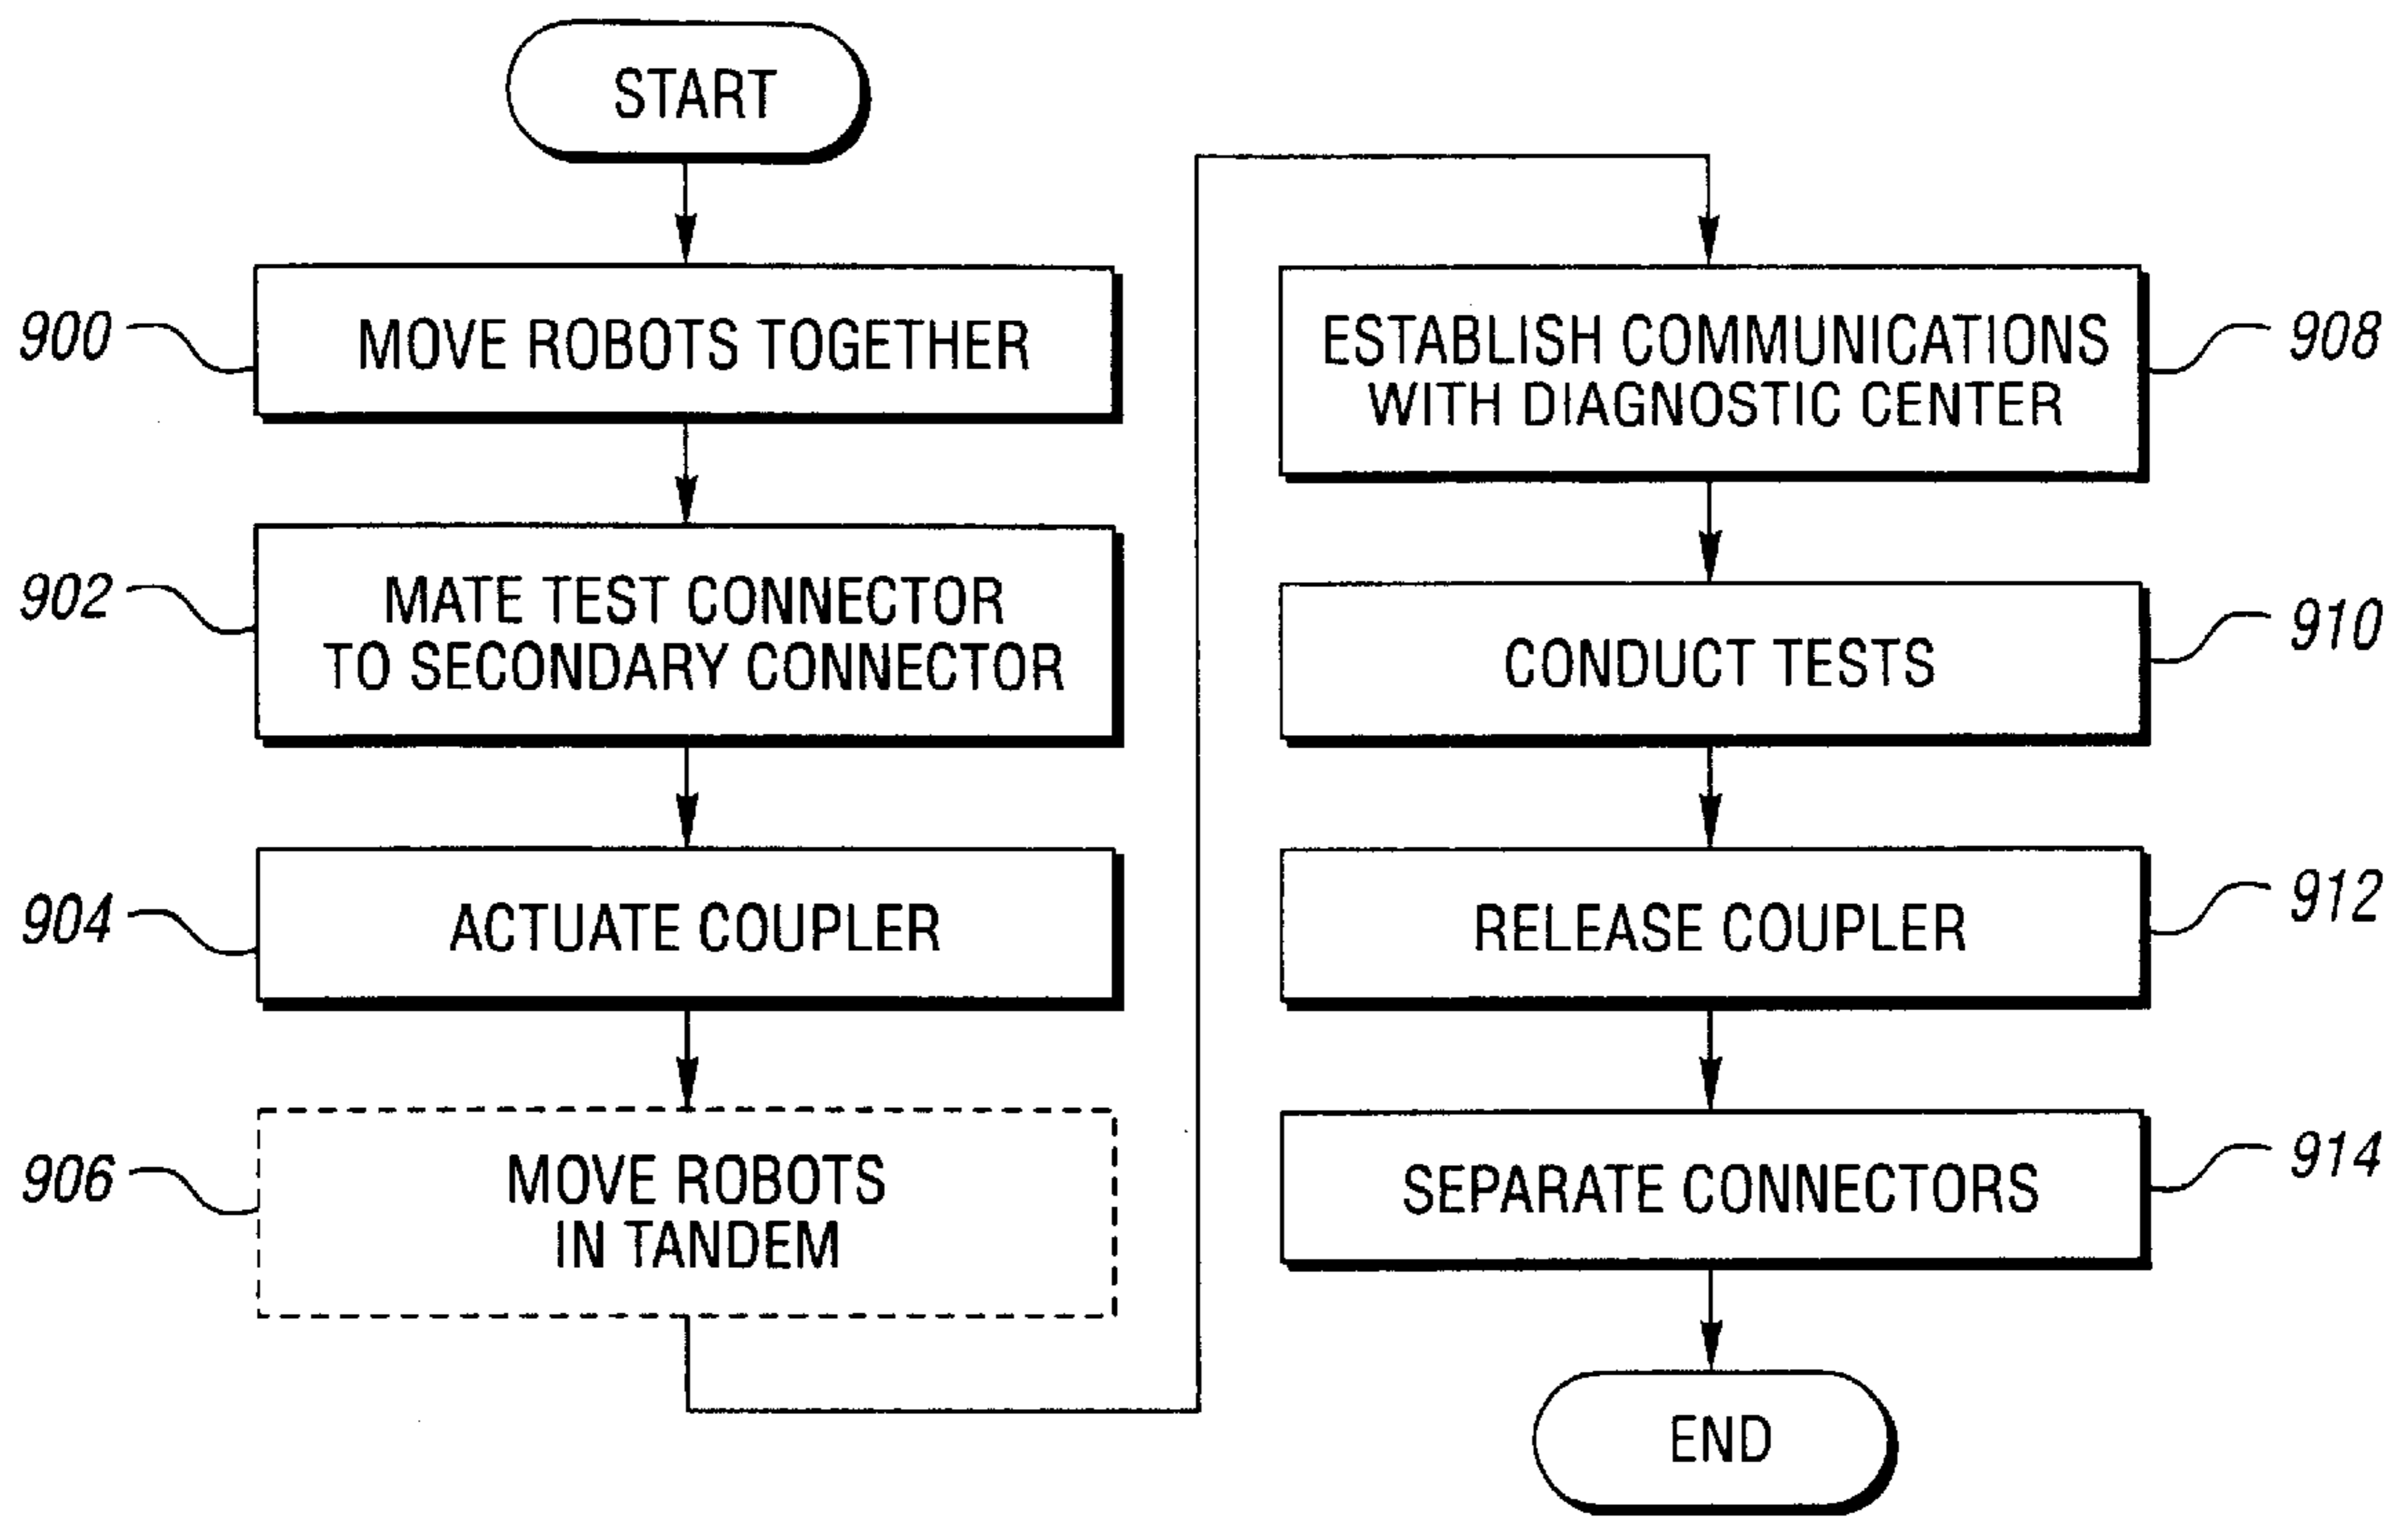 START
900
MOVE ROBOTS TOGETHER
902
MATE TEST CONNECTOR
TO SECONDARY CONNECTOR
904
ACTUATE COUPLER
906
MOVE ROBOTS
IN TANDEM
ESTABLISH COMMUNICATIONS
WITH DIAGNOSTIC CENTER
908
CONDUCT TESTS
910
RELEASE COUPLER
912
SEPARATE CONNECTORS
914
END